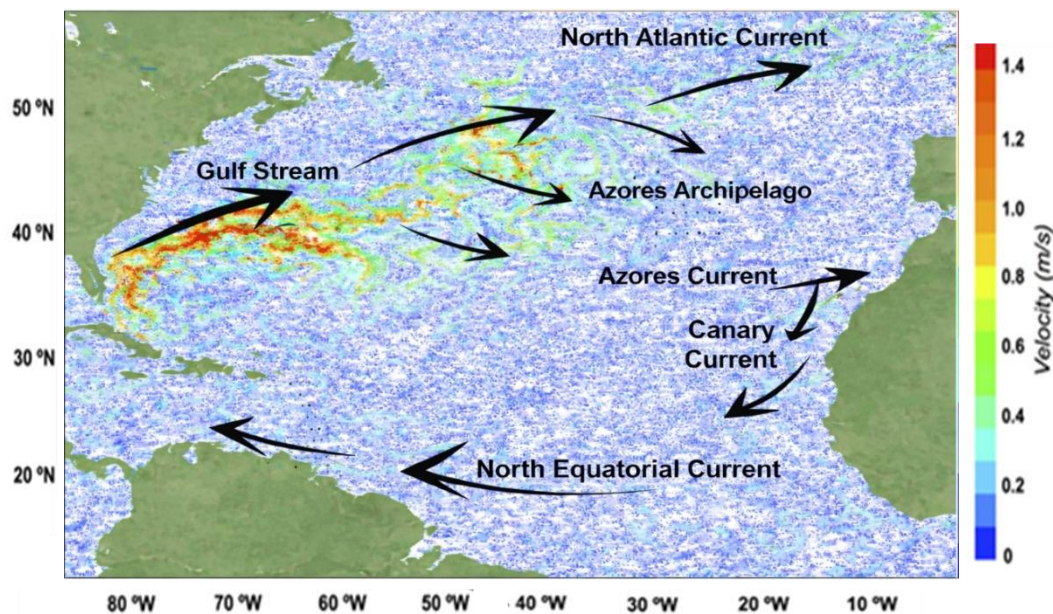 North Atlantic Current
50 ºN
Gulf Stream
Azores Archipelago
40 ºN
Azores Current
Canary
Current
30 ºN
North Equatorial Current
20 ºN
80 ºW
70 ºW
60 ºW
50 ºW
40 ºW
30 ºW
20 ºW
10 ºW
1.4
1.2
1.0
0.8
0.6
0.4
0.2
0
Velocity (m/s)